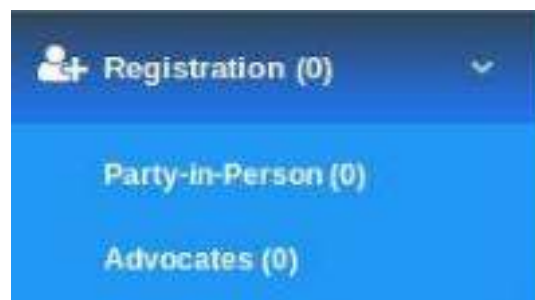 Registration (0)
Party-In-Person (0)
Advocates (0)